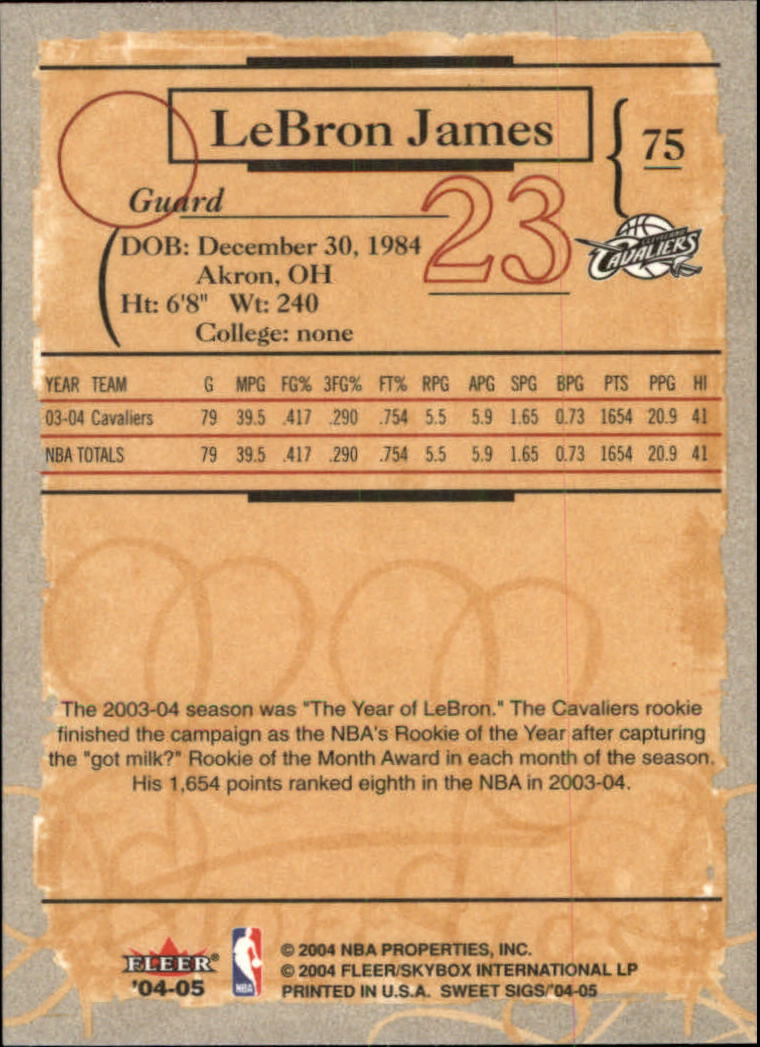 LeBron James
75
Guard
23
DOB: December 30, 1984
CAVALIERS
Akron, OH
Ht: 6'8" Wt: 240
College: none
YEAR TEAM G MPG FG% 3FG% FT% RPG APG SPG BPG PTS PPG HI
03-04 Cavaliers 79 39.5 .417 .290 .754 5.5 5.9 1.65 0.73 1654 20.9 41
NBA TOTALS 79 39.5 .417 .290 .754 5.5 5.9 1.65 0.73 1654 20.9 41
The 2003-04 season was "The Year of LeBron." The Cavaliers rookie
finished the campaign as the NBA's Rookie of the Year after capturing
the "got milk?" Rookie of the Month Award in each month of the season.
His 1,654 points ranked eighth in the NBA in 2003-04.
FLEER®
'04-05
NBA
© 2004 NBA PROPERTIES, INC.
© 2004 FLEER/SKYBOX INTERNATIONAL LP
PRINTED IN U.S.A. SWEET SIGS/'04-05